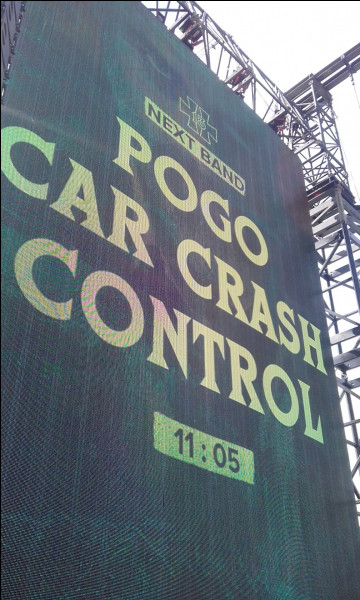 NEXT BAND
POGO
CAR CRASH
CONTROL
11:05